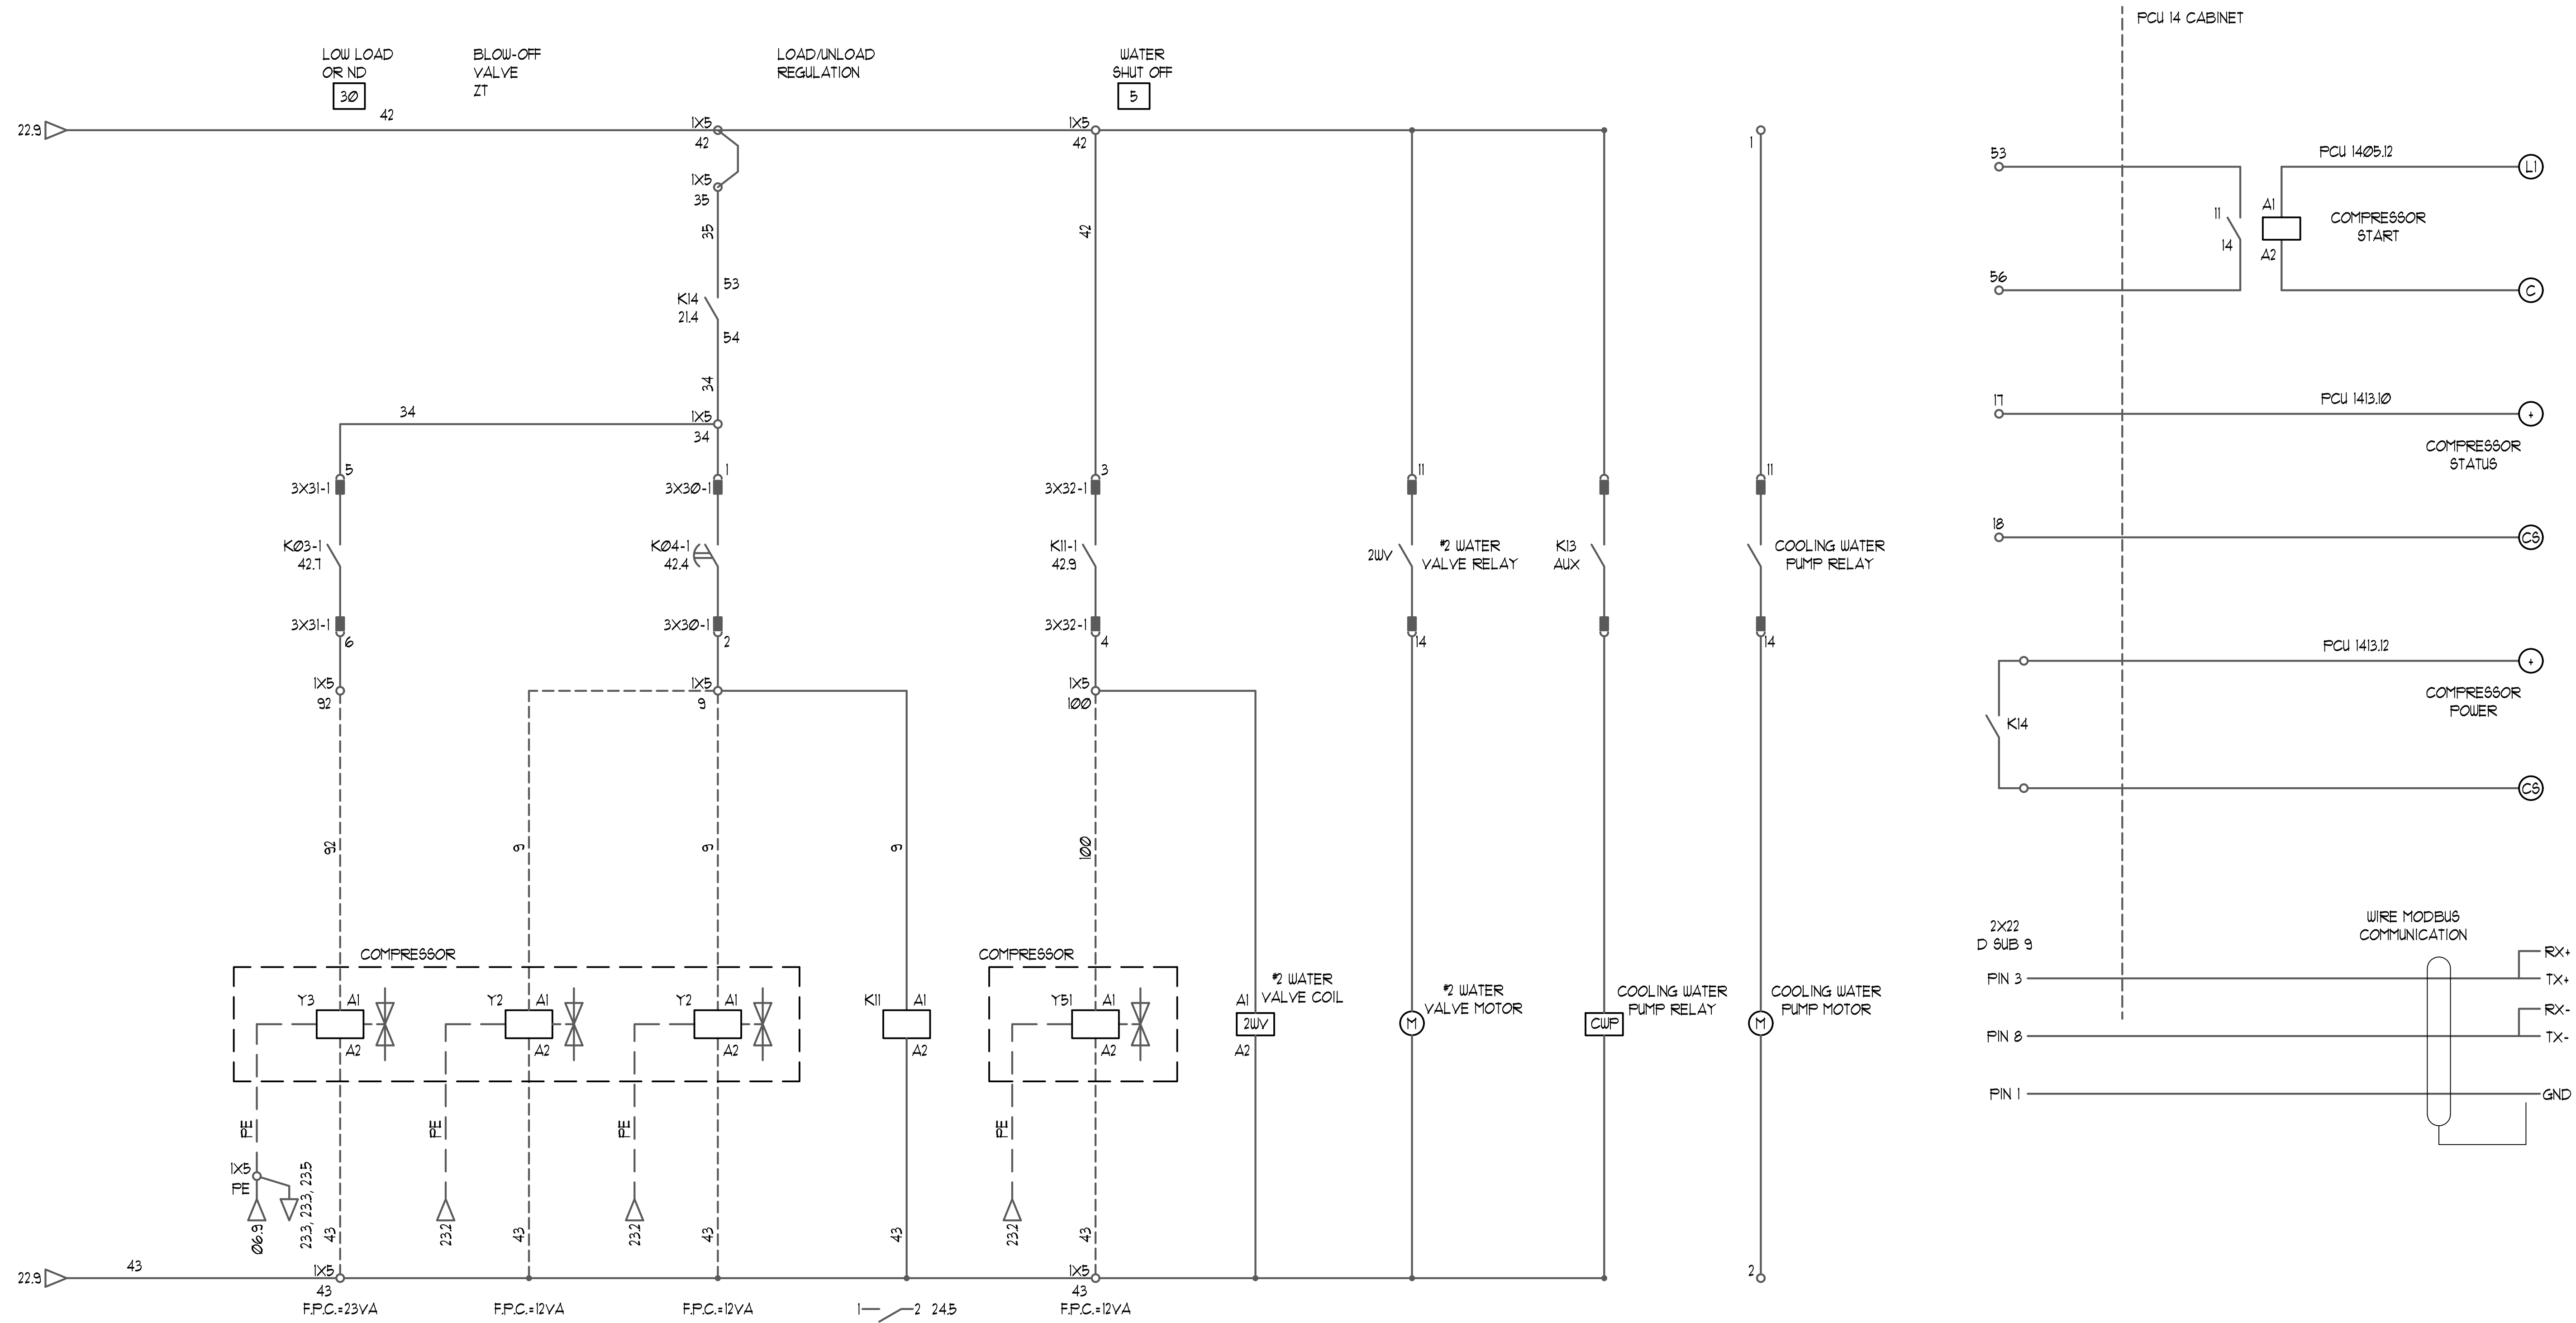 PCU 14 CABINET
LOW LOAD
OR ND
30
BLOW-OFF
VALVE
ZT
LOAD/UNLOAD
REGULATION
WATER
SHUT OFF
5
22.9
42
1X5
42
1X5
42
1
1X5
35
35
42
53
K14
21.4
54
34
34
1X5
34
5
3X31-1
1
3X30-1
3
3X32-1
11
11
K03-1
42.7
K04-1
42.4
K11-1
42.9
2WV
#2 WATER
VALVE RELAY
K13
AUX
COOLING WATER
PUMP RELAY
3X31-1
6
3X30-1
2
3X32-1
4
14
14
1X5
92
1X5
9
1X5
100
92
9
9
9
100
COMPRESSOR
COMPRESSOR
Y3
A1
A2
Y2
A1
A2
Y2
A1
A2
K11
A1
A2
Y51
A1
A2
#2 WATER
VALVE COIL
A1
2WV
A2
#2 WATER
VALVE MOTOR
M
COOLING WATER
PUMP RELAY
CWP
COOLING WATER
PUMP MOTOR
M
PE
PE
PE
PE
1X5
PE
06.9
23.3, 23.3, 23.5
43
23.2
43
23.2
43
43
23.2
43
22.9
43
1X5
43
1X5
43
2
F.P.C.=23VA
F.P.C.=12VA
F.P.C.=12VA
1
2 24.5
F.P.C.=12VA
53
PCU 1405.12
L1
11
14
A1
A2
COMPRESSOR
START
56
C
17
PCU 1413.10
+
COMPRESSOR
STATUS
18
CS
PCU 1413.12
+
K14
COMPRESSOR
POWER
CS
2X22
D SUB 9
WIRE MODBUS
COMMUNICATION
RX+
PIN 3
TX+
RX-
PIN 8
TX-
PIN 1
GND